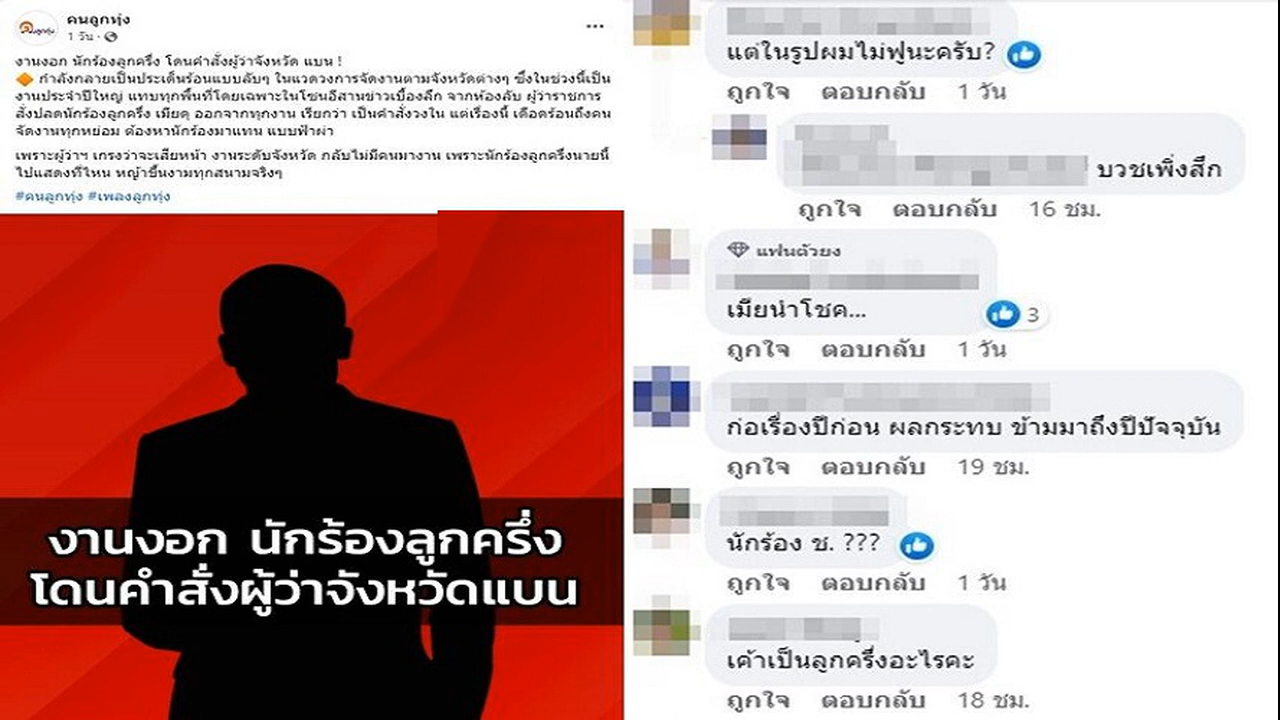 คนลูกทุ่ง
1 วัน ·
งานงอก นักร้องลูกครึ่ง โดนคำสั่งผู้ว่าจังหวัด แบน !
🔶 กำลังกลายเป็นประเด็นร้อนแบบลับๆ ในแวดวงการจัดงานตามจังหวัดต่างๆ ซึ่งในช่วงนี้เป็น
งานประจำปีใหญ่ แทบทุกพื้นที่โดยเฉพาะในโซนอีสานข่าวเบื้องลึก จากห้องลับ ผู้ว่าราชการ
สั่งปลดนักร้องลูกครึ่ง เมียดุ ออกจากทุกงาน เรียกว่า เป็นคำสั่งวงใน แต่เรื่องนี้ เดือดร้อนถึงคน
จัดงานทุกหย่อม ต้องหานักร้องมาแทน แบบฟ้าผ่า
เพราะผู้ว่าฯ เกรงว่าจะเสียหน้า งานระดับจังหวัด กลับไม่มีคนมางาน เพราะนักร้องลูกครึ่งนายนี้
ไปแสดงที่ไหน หญ้าขึ้นงามทุกสนามจริงๆ
#คนลูกทุ่ง #เพลงลูกทุ่ง
งานงอก นักร้องลูกครึ่ง
โดนคำสั่งผู้ว่าจังหวัดแบน
แต่ในรูปผมไม่ฟูนะครับ?
ถูกใจ ตอบกลับ 1 วัน
บวชเพิ่งสึก
ถูกใจ ตอบกลับ 16 ชม.
แฟนตัวยง
เมียนำโชค...
3
ถูกใจ ตอบกลับ 1 วัน
ก่อเรื่องปีก่อน ผลกระทบ ข้ามมาถึงปีปัจจุบัน
ถูกใจ ตอบกลับ 19 ชม.
นักร้อง ช. ???
ถูกใจ ตอบกลับ 1 วัน
เค้าเป็นลูกครึ่งอะไรคะ
ถูกใจ ตอบกลับ 18 ชม.